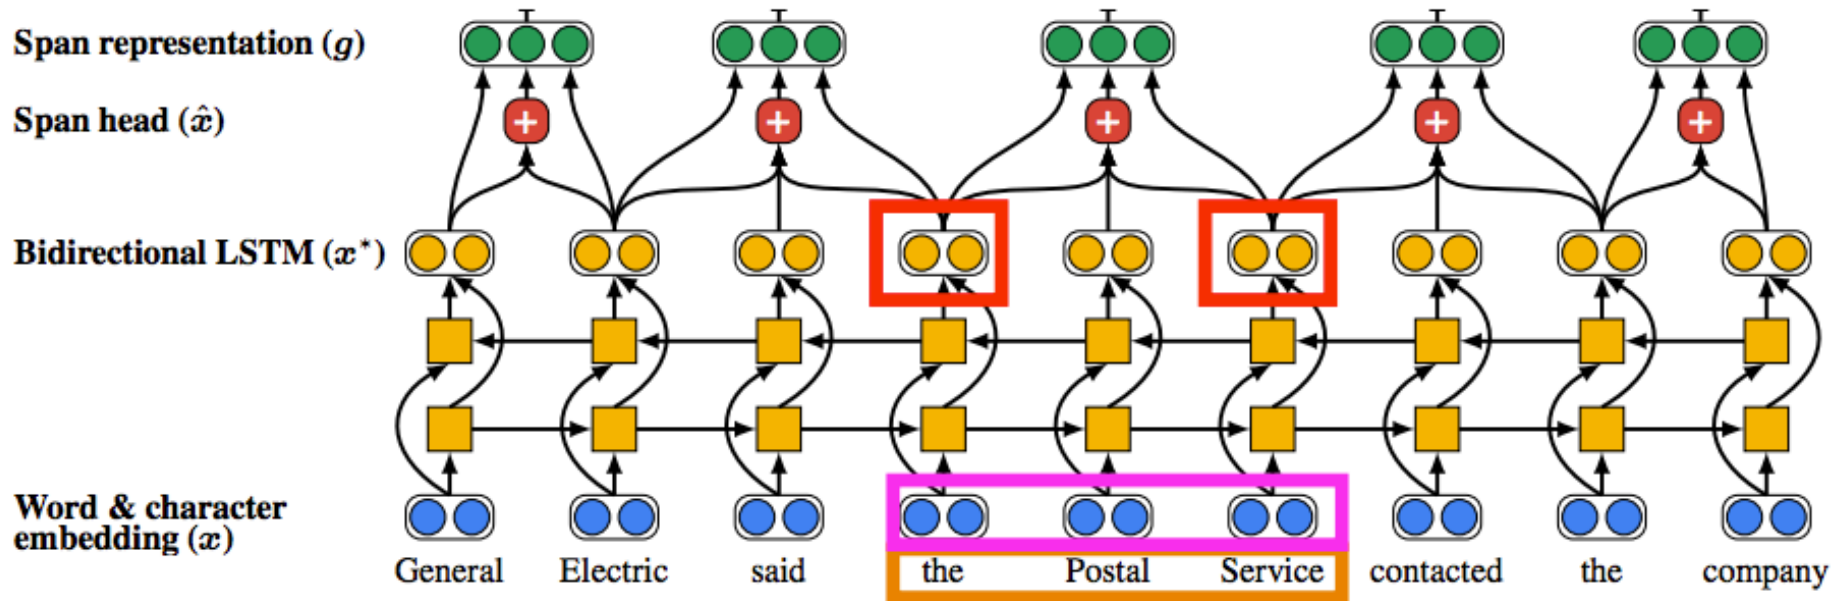 Span representation (g)
Span head (x̂)
+ + + + +
Bidirectional LSTM (x*)
Word & character
embedding (x)
General Electric said the Postal Service contacted the company